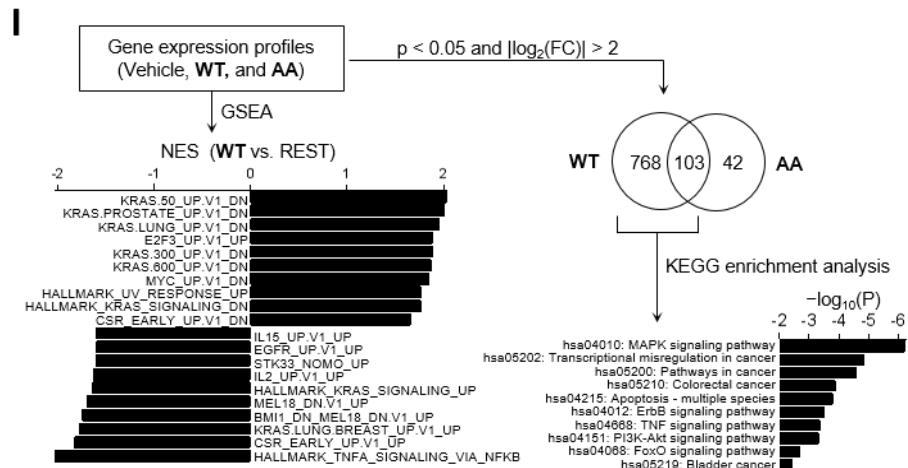 I
Gene expression profiles
(Vehicle, WT, and AA)
p < 0.05 and |log₂(FC)| > 2
GSEA
NES (WT vs. REST)
-2 -1 0 1 2
KRAS.50_UP.V1_DN
KRAS.PROSTATE_UP.V1_DN
KRAS.LUNG_UP.V1_DN
E2F3_UP.V1_UP
KRAS.300_UP.V1_DN
KRAS.600_UP.V1_DN
MYC_UP.V1_DN
HALLMARK_UV_RESPONSE_UP
HALLMARK_KRAS_SIGNALING_DN
CSR_EARLY_UP.V1_DN
IL15_UP.V1_UP
EGFR_UP.V1_UP
STK33_NOMO_UP
IL2_UP.V1_UP
HALLMARK_KRAS_SIGNALING_UP
MEL18_DN.V1_UP
BMI1_DN_MEL18_DN.V1_UP
KRAS.LUNG.BREAST_UP.V1_UP
CSR_EARLY_UP.V1_UP
HALLMARK_TNFA_SIGNALING_VIA_NFKB
WT 768 103 42 AA
KEGG enrichment analysis
−log₁₀(P)
-2 -3 -4 -5 -6
hsa04010: MAPK signaling pathway
hsa05202: Transcriptional misregulation in cancer
hsa05200: Pathways in cancer
hsa05210: Colorectal cancer
hsa04215: Apoptosis - multiple species
hsa04012: ErbB signaling pathway
hsa04668: TNF signaling pathway
hsa04151: PI3K-Akt signaling pathway
hsa04068: FoxO signaling pathway
hsa05219: Bladder cancer